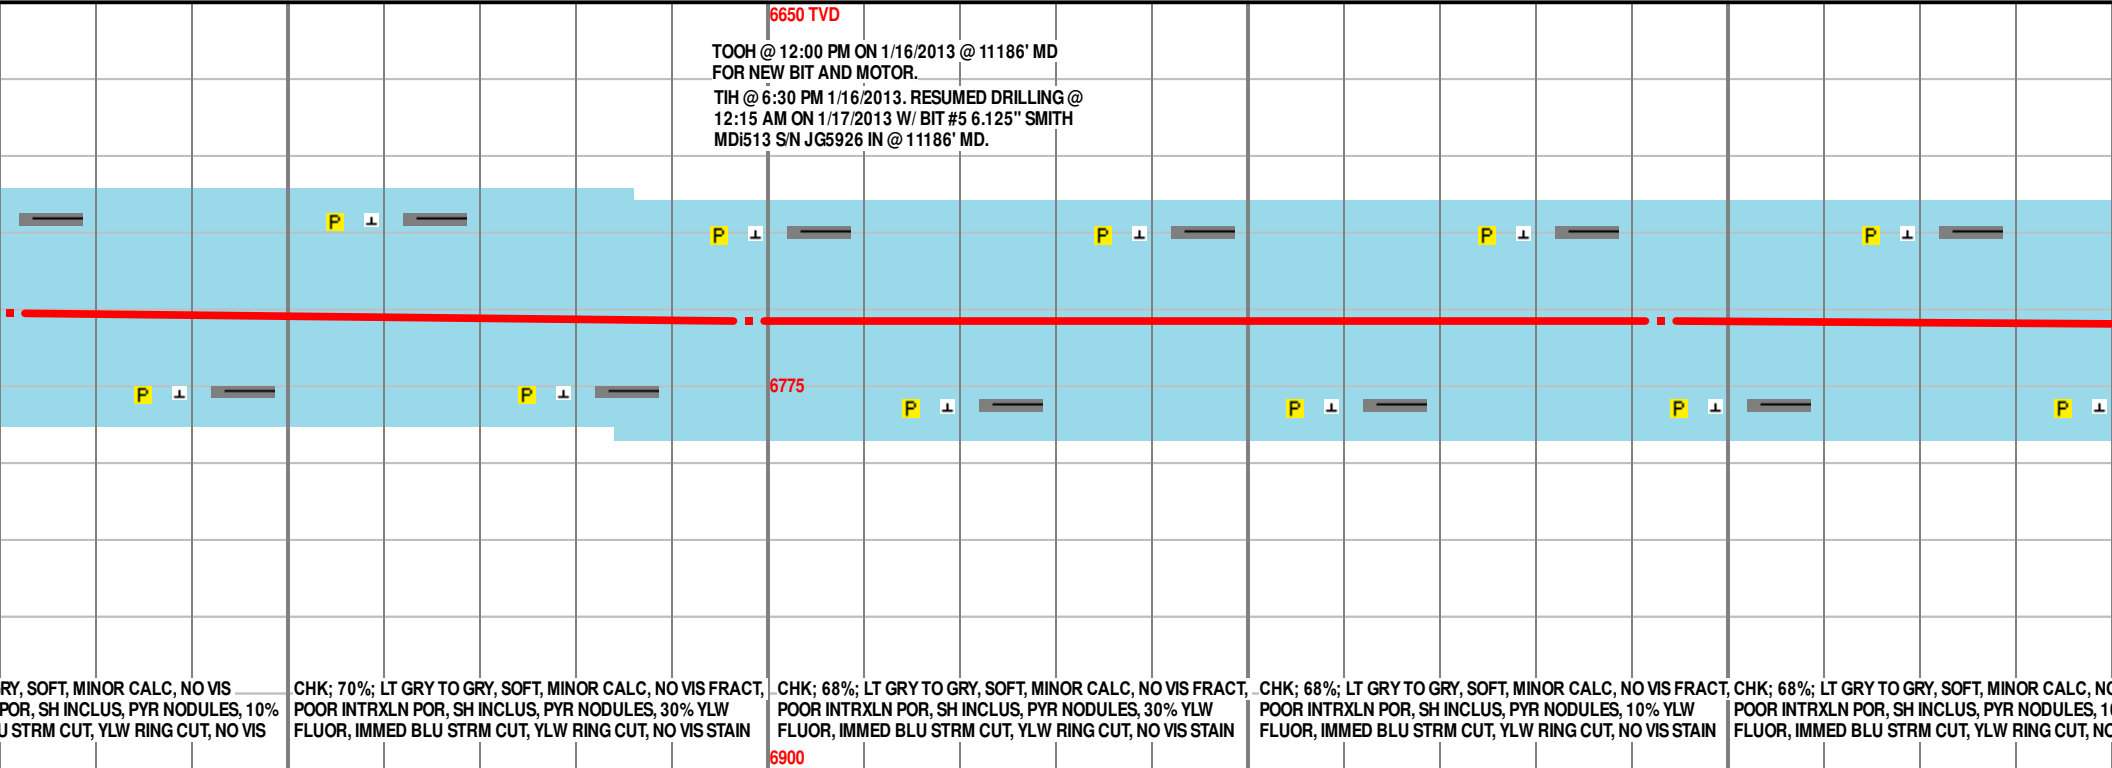 6650 TVD
TOOH @ 12:00 PM ON 1/16/2013 @ 11186' MD
FOR NEW BIT AND MOTOR.
TIH @ 6:30 PM 1/16/2013. RESUMED DRILLING @
12:15 AM ON 1/17/2013 W/ BIT #5 6.125" SMITH
MDi513 S/N JG5926 IN @ 11186' MD.
P
P
P
P
P
6775
P
P
P
P
P
P
RY, SOFT, MINOR CALC, NO VIS
POR, SH INCLUS, PYR NODULES, 10%
U STRM CUT, YLW RING CUT, NO VIS
CHK; 70%; LT GRY TO GRY, SOFT, MINOR CALC, NO VIS FRACT,
POOR INTRXLN POR, SH INCLUS, PYR NODULES, 30% YLW
FLUOR, IMMED BLU STRM CUT, YLW RING CUT, NO VIS STAIN
CHK; 68%; LT GRY TO GRY, SOFT, MINOR CALC, NO VIS FRACT,
POOR INTRXLN POR, SH INCLUS, PYR NODULES, 30% YLW
FLUOR, IMMED BLU STRM CUT, YLW RING CUT, NO VIS STAIN
CHK; 68%; LT GRY TO GRY, SOFT, MINOR CALC, NO VIS FRACT,
POOR INTRXLN POR, SH INCLUS, PYR NODULES, 10% YLW
FLUOR, IMMED BLU STRM CUT, YLW RING CUT, NO VIS STAIN
CHK; 68%; LT GRY TO GRY, SOFT, MINOR CALC, NO
POOR INTRXLN POR, SH INCLUS, PYR NODULES, 10
FLUOR, IMMED BLU STRM CUT, YLW RING CUT, NO
6900